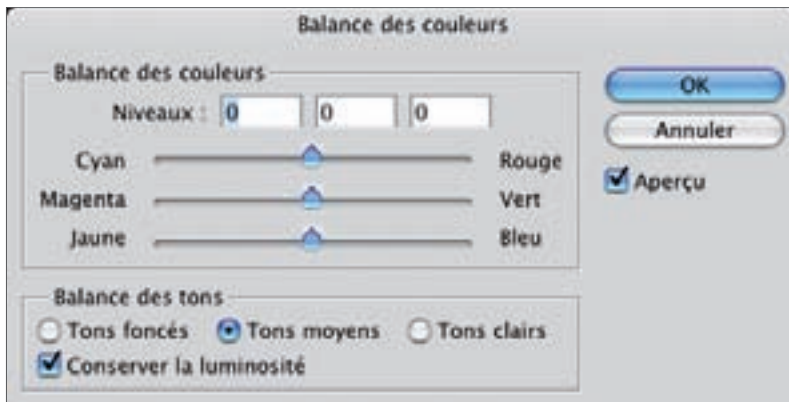 Balance des couleurs
Balance des couleurs
Niveaux : 0 0 0
Cyan Rouge
Magenta Vert
Jaune Bleu
OK
Annuler
Aperçu
Balance des tons
Tons foncés Tons moyens Tons clairs
Conserver la luminosité